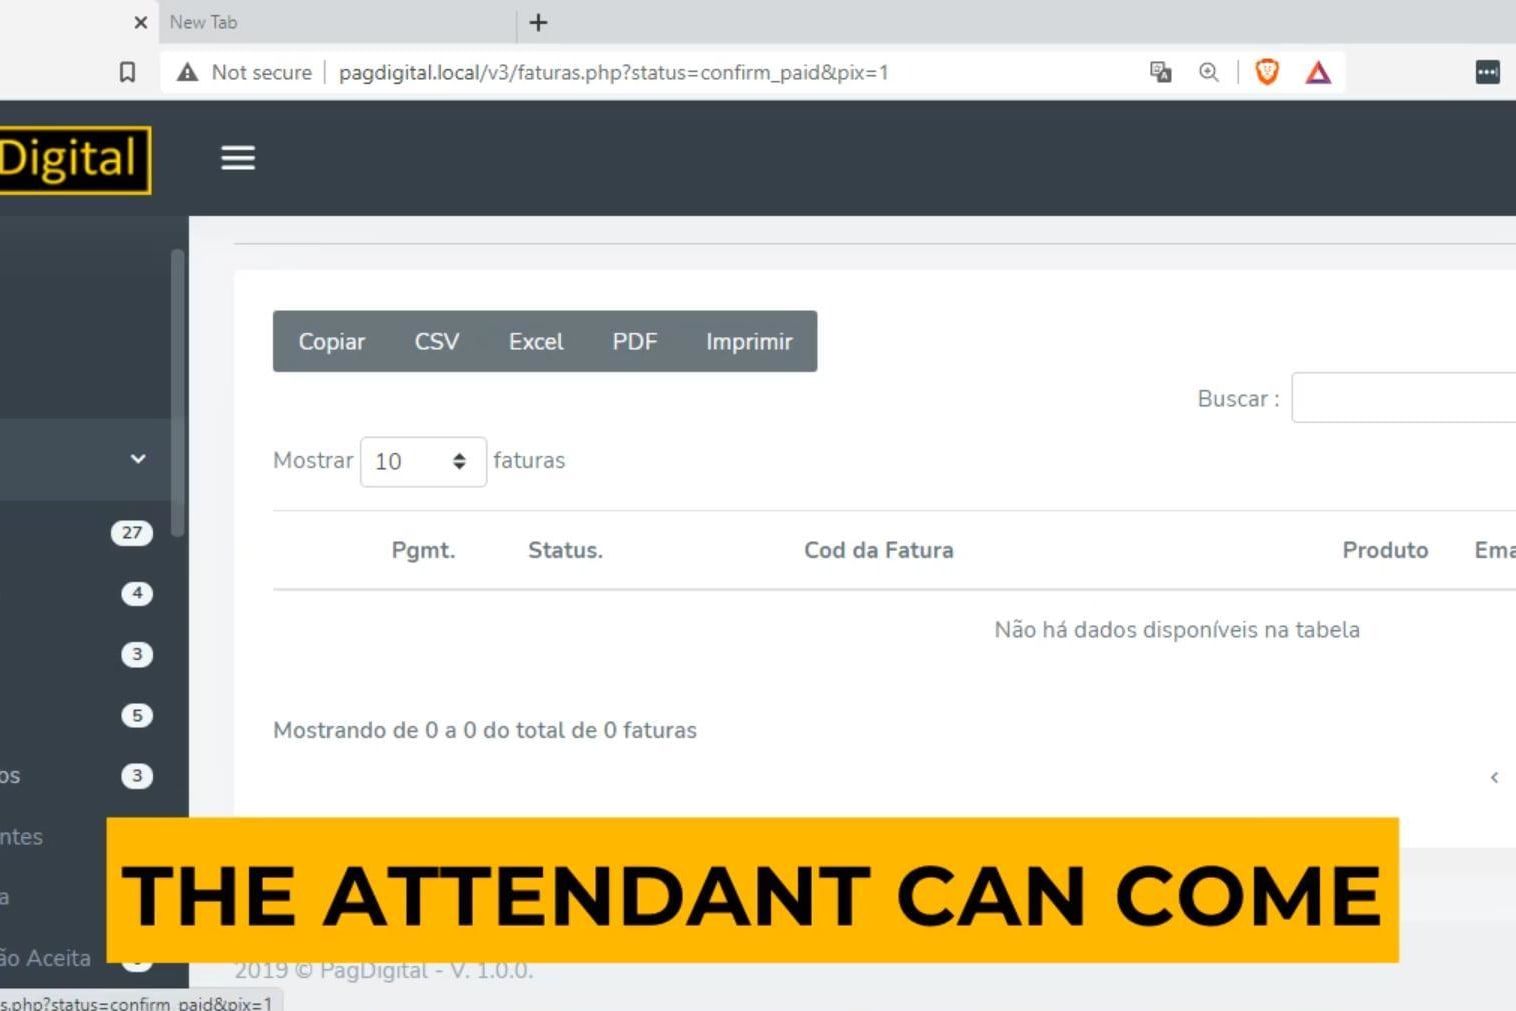 New Tab
Not secure pagdigital.local/v3/faturas.php?status=confirm_paid&pix=1
Digital
Copiar CSV Excel PDF Imprimir
Buscar :
Mostrar 10 faturas
27
Pgmt. Status. Cod da Fatura Produto Ema
4
Não há dados disponíveis na tabela
3
5
Mostrando de 0 a 0 do total de 0 faturas
os 3
ntes
THE ATTENDANT CAN COME
a
ão Aceita
2019 © PagDigital - V. 1.0.0.
s.php?status=confirm_paid&pix=1